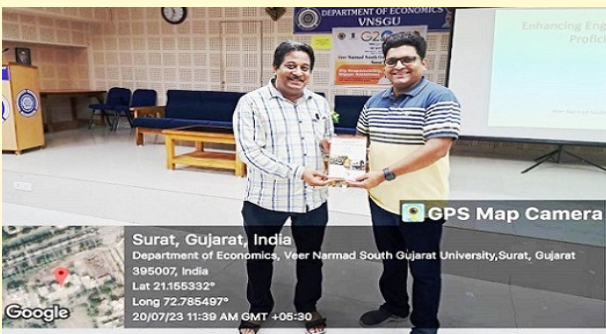 DEPARTMENT OF ECONOMICS
VNSGU
G20
Enhancing Eng
Profici
GPS Map Camera
Surat, Gujarat, India
Department of Economics, Veer Narmad South Gujarat University,Surat, Gujarat
395007, India
Lat 21.155332°
Long 72.785497°
20/07/23 11:39 AM GMT +05:30
Google